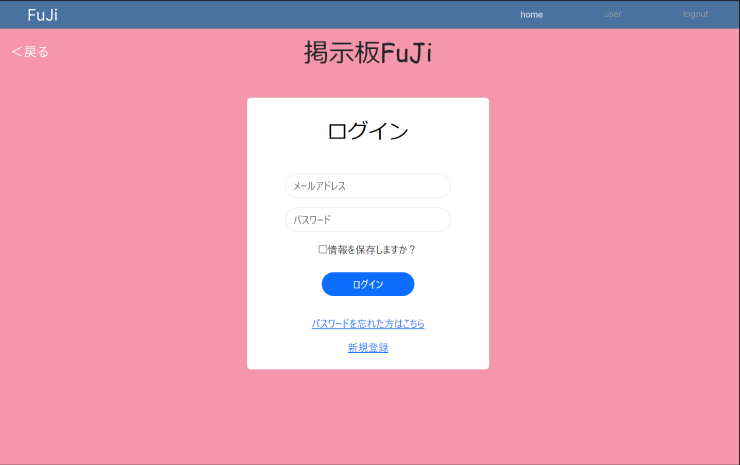 FuJi home user logout
＜戻る
掲示板FuJi
ログイン
メールアドレス
パスワード
情報を保存しますか？
ログイン
パスワードを忘れた方はこちら
新規登録